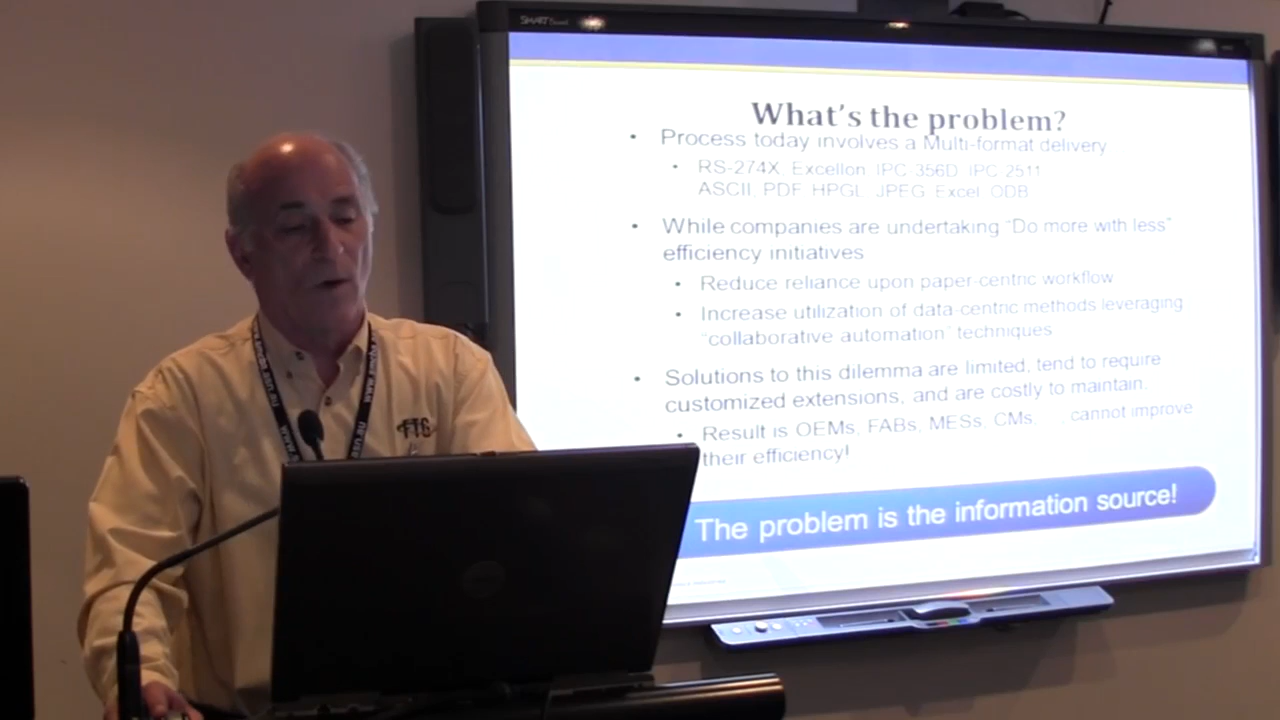 SMART Board
What's the problem?
• Process today involves a Multi-format delivery
• RS-274X, Excellon, IPC 356D, IPC 2511
ASCII, PDF, HPGL, JPEG, Excel, ODB
• While companies are undertaking "Do more with less"
efficiency initiatives
• Reduce reliance upon paper-centric workflow
• Increase utilization of data-centric methods leveraging
"collaborative automation" techniques
• Solutions to this dilemma are limited, tend to require
customized extensions, and are costly to maintain.
• Result is OEMs, FABs, MESs, CMs, … , cannot improve
their efficiency!
The problem is the information source!
FTG